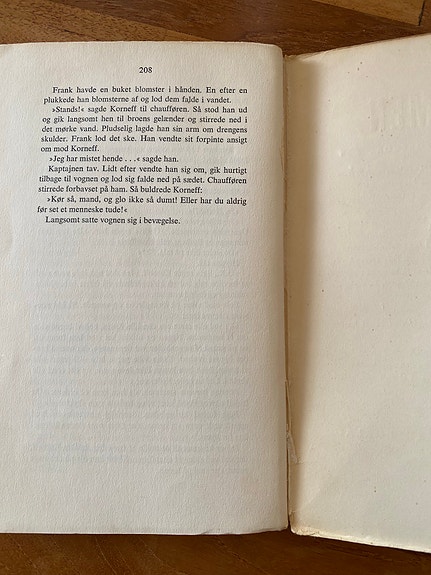 208
Frank havde en buket blomster i hånden. En efter en
plukkede han blomsterne af og lod dem falde i vandet.
»Stands!« sagde Korneff til chaufføren. Så stod han ud
og gik langsomt hen til broens gelænder og stirrede ned i
det mørke vand. Pludselig lagde han sin arm om drengens
skulder. Frank lod det ske. Han vendte sit forpinte ansigt
om mod Korneff.
»Jeg har mistet hende . . .« sagde han.
Kaptajnen tav. Lidt efter vendte han sig om, gik hurtigt
tilbage til vognen og lod sig falde ned på sædet. Chaufføren
stirrede forbavset på ham. Så buldrede Korneff:
»Kør så, mand, og glo ikke så dumt! Eller har du aldrig
før set et menneske tude!«
Langsomt satte vognen sig i bevægelse.